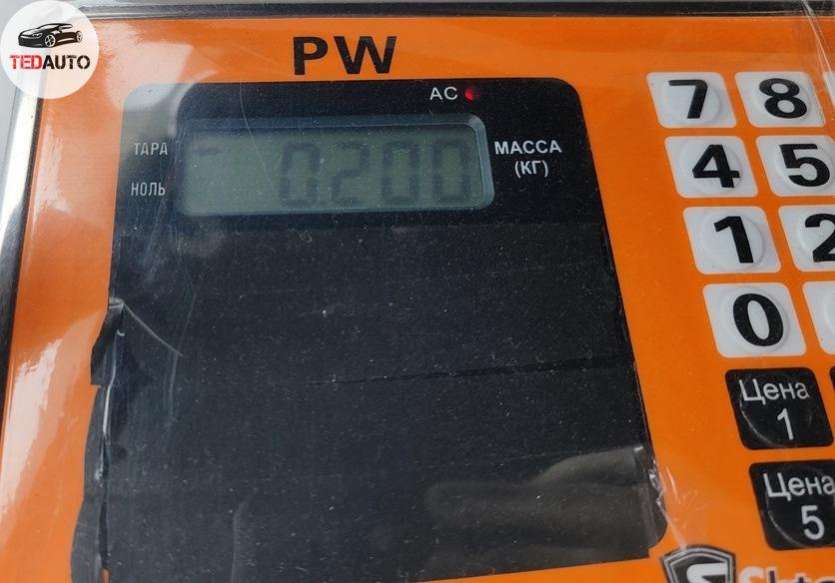 TEDAUTO
PW
AC
7 8
ТАРА
0.200
МАССА
(КГ)
4 5
НОЛЬ
1 2
0
Цена
1
Цена
5